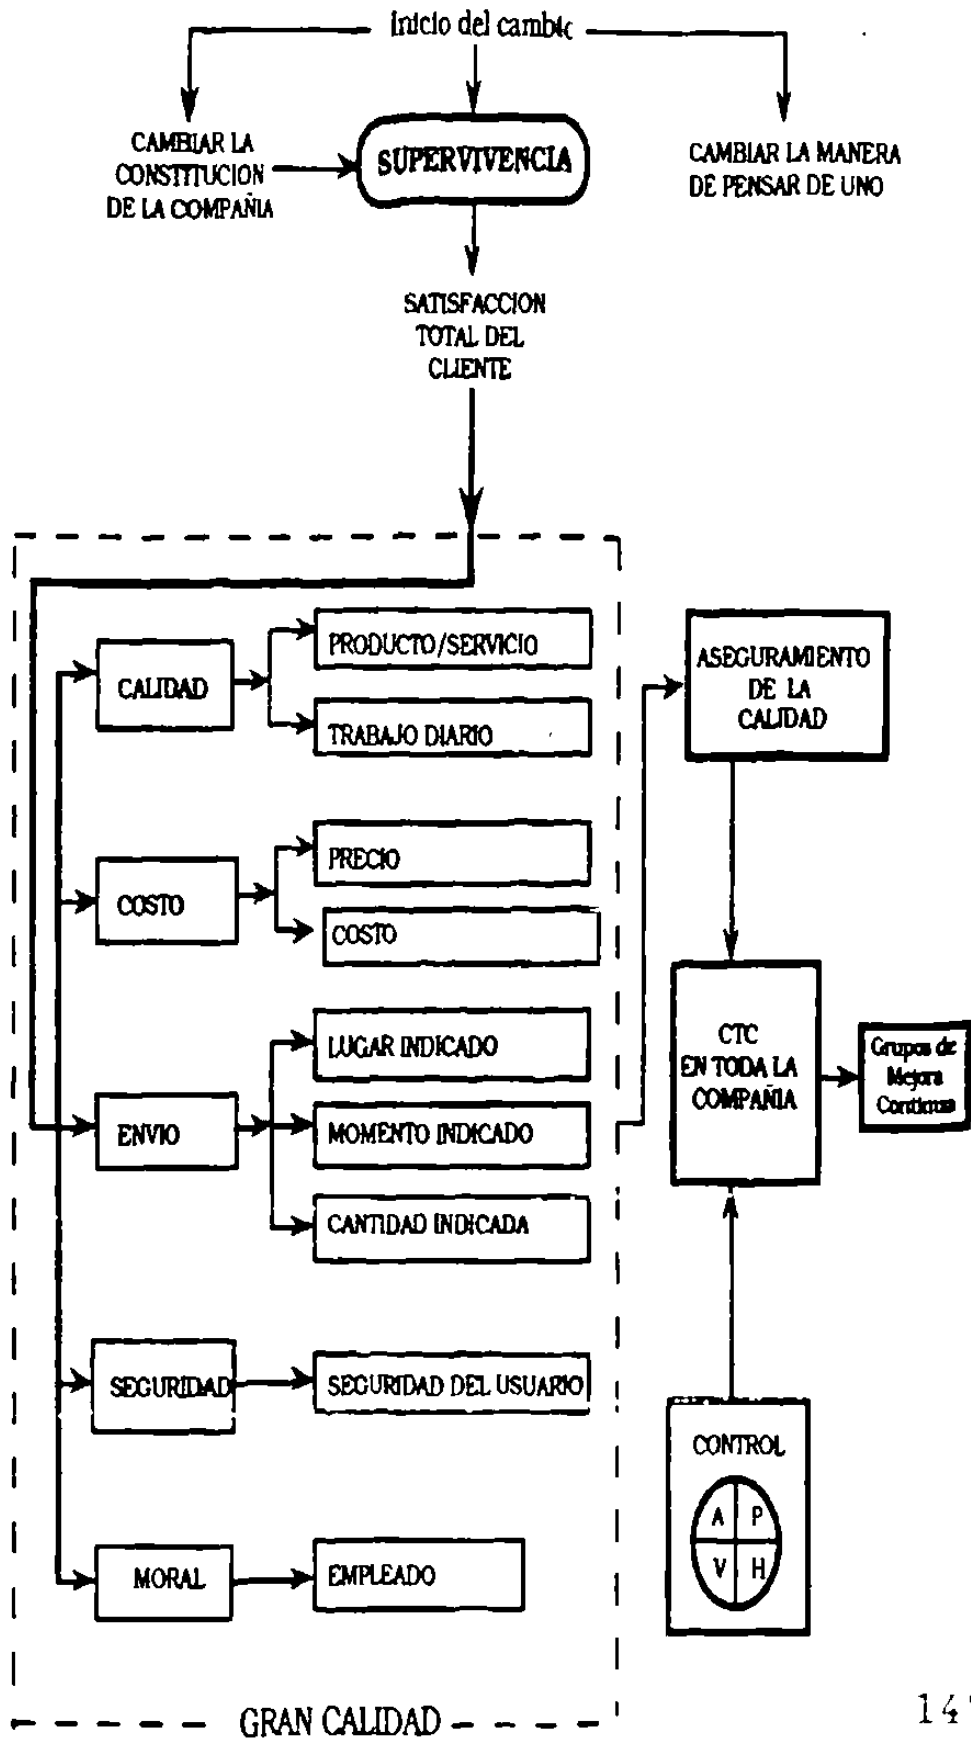 Inicio del cambio
CAMBIAR LA
CONSTITUCION
DE LA COMPAÑIA
SUPERVIVENCIA
CAMBIAR LA MANERA
DE PENSAR DE UNO
SATISFACCION
TOTAL DEL
CLIENTE
CALIDAD
PRODUCTO/SERVICIO
TRABAJO DIARIO
COSTO
PRECIO
COSTO
ENVIO
LUGAR INDICADO
MOMENTO INDICADO
CANTIDAD INDICADA
SEGURIDAD
SEGURIDAD DEL USUARIO
MORAL
EMPLEADO
GRAN CALIDAD
ASEGURAMIENTO
DE LA
CALIDAD
CTC
EN TODA LA
COMPAÑIA
Grupos de
Mejora
Continua
CONTROL
A P
V H